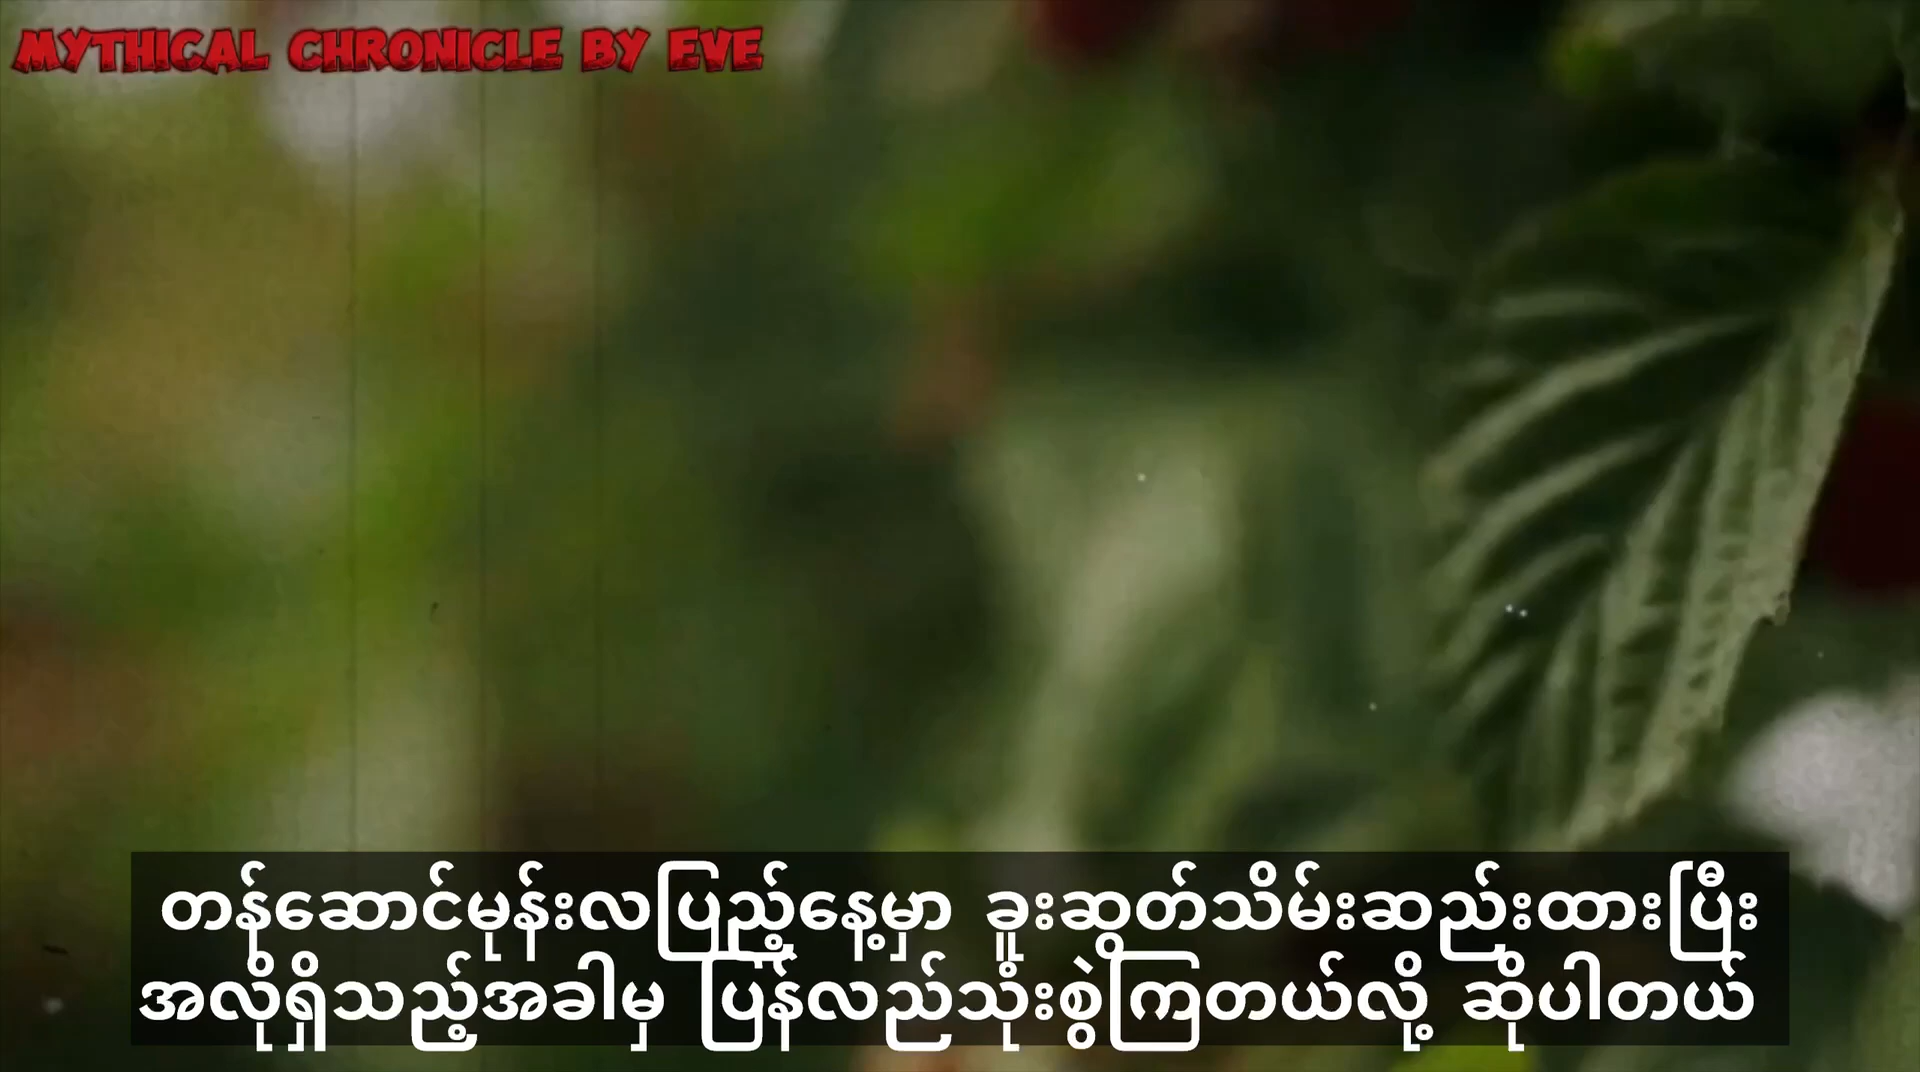 MYTHICAL CHRONICLE BY EVE
တန်ဆောင်မုန်းလပြည့်နေ့မှာ ခူးဆွတ်သိမ်းဆည်းထားပြီး
အလိုရှိသည့်အခါမှ ပြန်လည်သုံးစွဲကြတယ်လို့ ဆိုပါတယ်